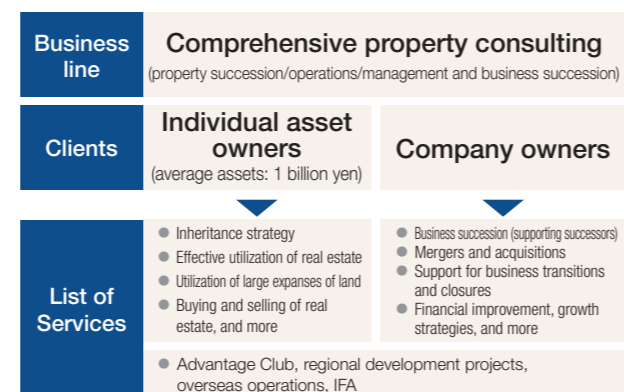 Business
line
Comprehensive property consulting
(property succession/operations/management and business succession)
Clients
Individual asset
owners
(average assets: 1 billion yen)
Company owners
List of
Services
● Inheritance strategy
● Effective utilization of real estate
● Utilization of large expanses of land
● Buying and selling of real
estate, and more
● Business succession (supporting successors)
● Mergers and acquisitions
● Support for business transitions
and closures
● Financial improvement, growth
strategies, and more
● Advantage Club, regional development projects,
overseas operations, IFA